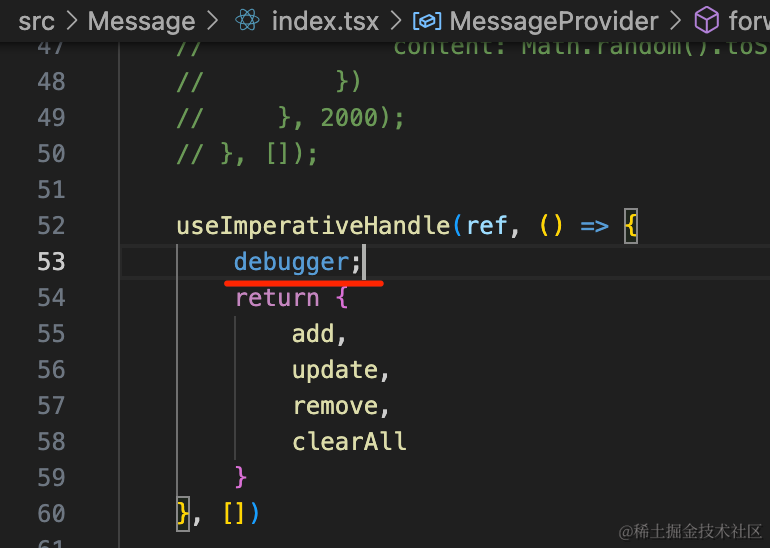 src > Message > index.tsx > MessageProvider > forw
47 // content: Math.random().toS
48 // })
49 // }, 2000);
50 // }, []);
51
52 useImperativeHandle(ref, () => {
53 debugger;
54 return {
55 add,
56 update,
57 remove,
58 clearAll
59 }
60 }, [])
61
@稀土掘金技术社区